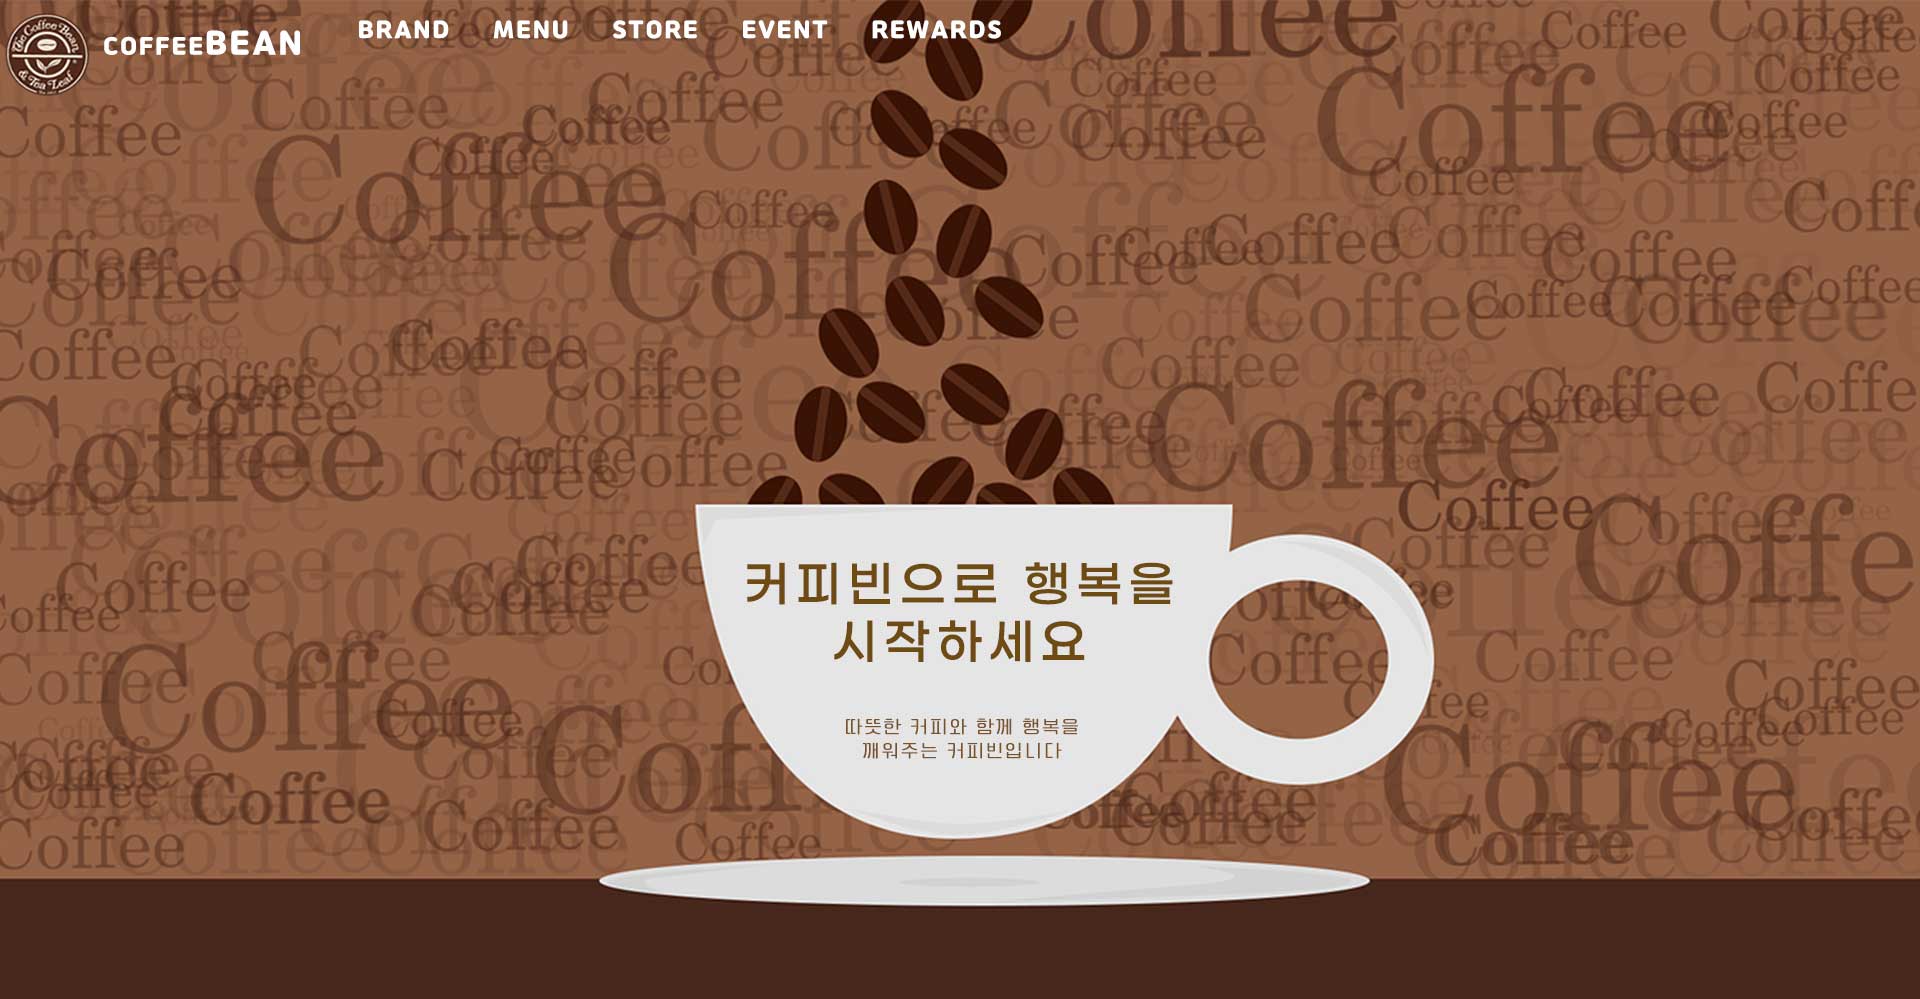 The Coffee Bean
& Tea Leaf
COFFEEBEAN
BRAND MENU STORE EVENT REWARDS
커피빈으로 행복을
시작하세요
따뜻한 커피와 함께 행복을
깨워주는 커피빈입니다
Coffee